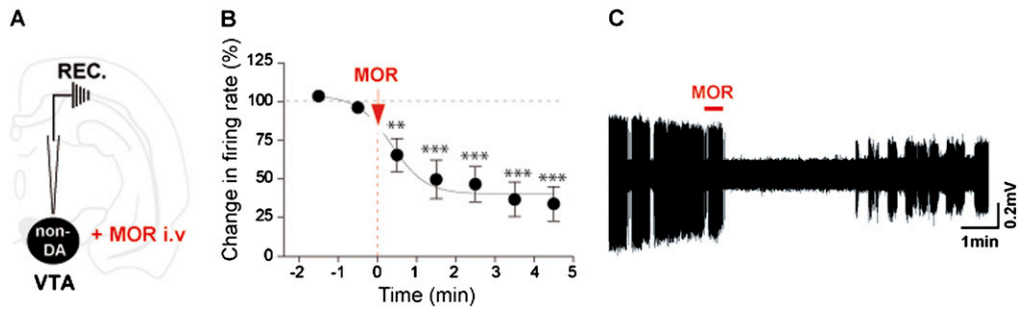 A
REC.
non-
DA
+ MOR i.v
VTA
B
Change in firing rate (%)
125
100
75
50
25
0
MOR
**
***
***
***
***
-2 -1 0 1 2 3 4 5
Time (min)
C
MOR
0.2mV
1min